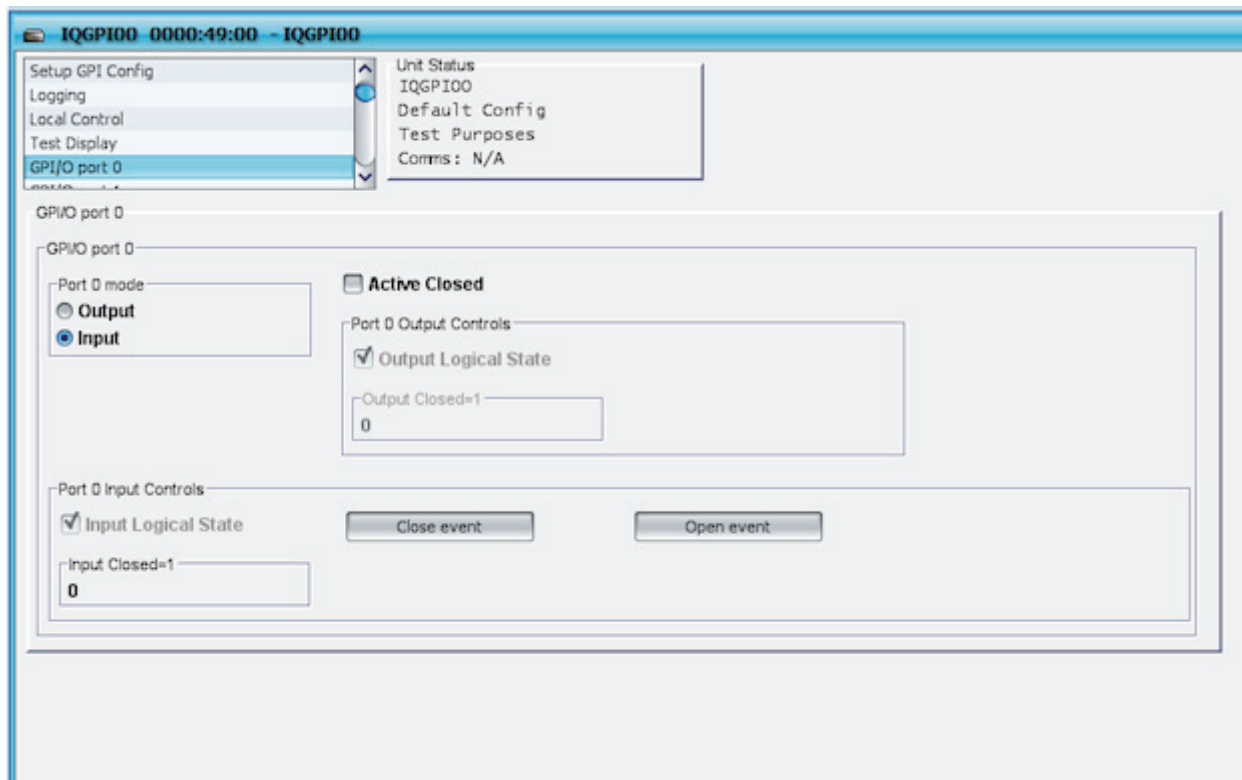 IQGPI00 0000:49:00 - IQGPI00
Setup GPI Config
Logging
Local Control
Test Display
GPI/O port 0
Unit Status
IQGPI00
Default Config
Test Purposes
Comms: N/A
GPI/O port 0
GPI/O port 0
Port 0 mode
Output
Input
Active Closed
Port 0 Output Controls
Output Logical State
Output Closed=1
0
Port 0 Input Controls
Input Logical State
Close event
Open event
Input Closed=1
0